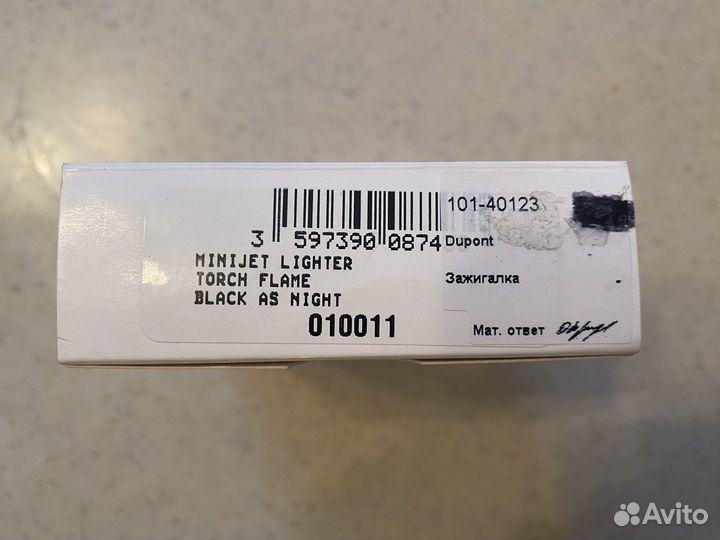 3 597390 0874
MINIJET LIGHTER
TORCH FLAME
BLACK AS NIGHT
010011
101-40123
Dupont
Зажигалка
Мат. ответ
Avito